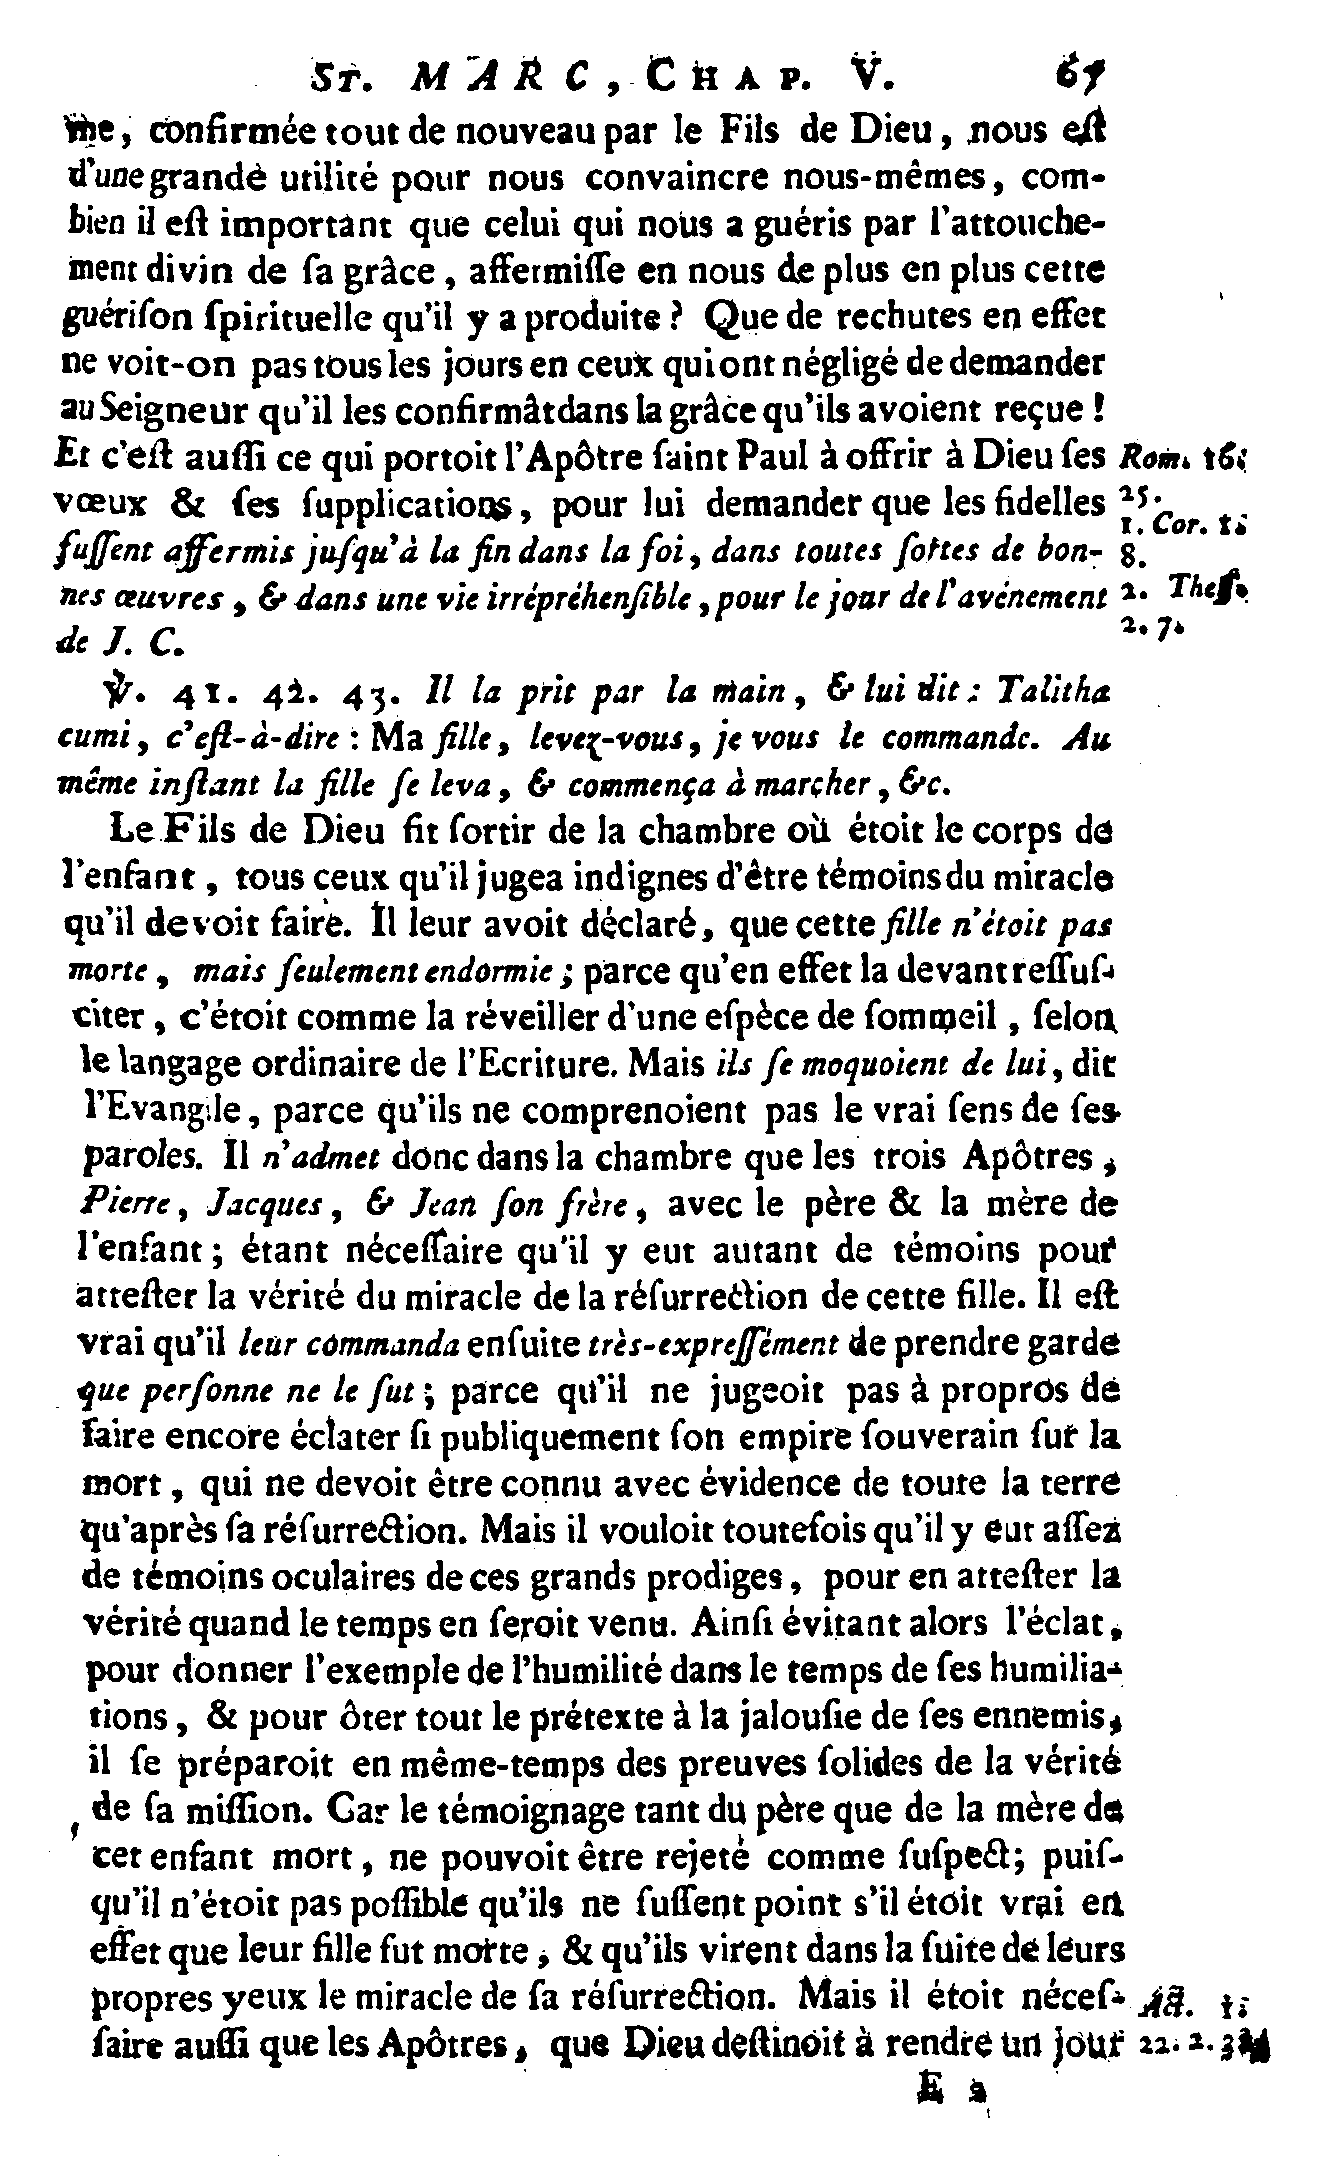 St. MARC, CHAP. V. 67
me, confirmée tout de nouveau par le Fils de Dieu, nous eſt
d'une grande utilité pour nous convaincre nous-mêmes, com-
bien il eſt important que celui qui nous a guéris par l'attouche-
ment divin de ſa grâce, affermiſſe en nous de plus en plus cette
guériſon ſpirituelle qu'il y a produite ? Que de rechutes en effet
ne voit-on pas tous les jours en ceux qui ont négligé de demander
au Seigneur qu'il les confirmât dans la grâce qu'ils avoient reçue !
Et c'eſt auſſi ce qui portoit l'Apôtre ſaint Paul à offrir à Dieu ſes Rom. 16.
vœux & ſes ſupplications, pour lui demander que les fidelles 25.
1. Cor. 1.
fuſſent affermis juſqu'à la fin dans la foi, dans toutes ſortes de bon- 8.
nes œuvres, & dans une vie irrépréhenſible, pour le jour de l'avénement 2. Theſſ.
de J. C. 2. 7.
℣. 41. 42. 43. Il la prit par la main, & lui dit : Talitha
cumi, c'eſt-à-dire : Ma fille, levez-vous, je vous le commande. Au
même inſtant la fille ſe leva, & commença à marcher, &c.
Le Fils de Dieu fit ſortir de la chambre où étoit le corps de
l'enfant, tous ceux qu'il jugea indignes d'être témoins du miracle
qu'il devoit faire. Il leur avoit déclaré, que cette fille n'étoit pas
morte, mais ſeulement endormie ; parce qu'en effet la devant reſſuſ-
citer, c'étoit comme la réveiller d'une eſpèce de ſommeil, ſelon
le langage ordinaire de l'Ecriture. Mais ils ſe moquoient de lui, dit
l'Evangile, parce qu'ils ne comprenoient pas le vrai ſens de ſes
paroles. Il n'admet donc dans la chambre que les trois Apôtres,
Pierre, Jacques, & Jean ſon frère, avec le père & la mère de
l'enfant ; étant néceſſaire qu'il y eut autant de témoins pour
atteſter la vérité du miracle de la réſurrection de cette fille. Il eſt
vrai qu'il leur commanda enſuite très-expreſſément de prendre garde
que perſonne ne le ſut ; parce qu'il ne jugeoit pas à propros de
faire encore éclater ſi publiquement ſon empire ſouverain ſur la
mort, qui ne devoit être connu avec évidence de toute la terre
qu'après ſa réſurrection. Mais il vouloit toutefois qu'il y eut aſſez
de témoins oculaires de ces grands prodiges, pour en atteſter la
vérité quand le temps en ſeroit venu. Ainſi évitant alors l'éclat,
pour donner l'exemple de l'humilité dans le temps de ſes humilia-
tions, & pour ôter tout le prétexte à la jalouſie de ſes ennemis,
il ſe préparoit en même-temps des preuves ſolides de la vérité
de ſa miſſion. Car le témoignage tant du père que de la mère de
cet enfant mort, ne pouvoit être rejeté comme ſuſpect ; puiſ-
qu'il n'étoit pas poſſible qu'ils ne ſuſſent point s'il étoit vrai en
effet que leur fille fut morte, & qu'ils virent dans la ſuite de leurs
propres yeux le miracle de ſa réſurrection. Mais il étoit néceſ- Act. 1.
ſaire auſſi que les Apôtres, que Dieu deſtinoit à rendre un jour 22. 2.
E 2